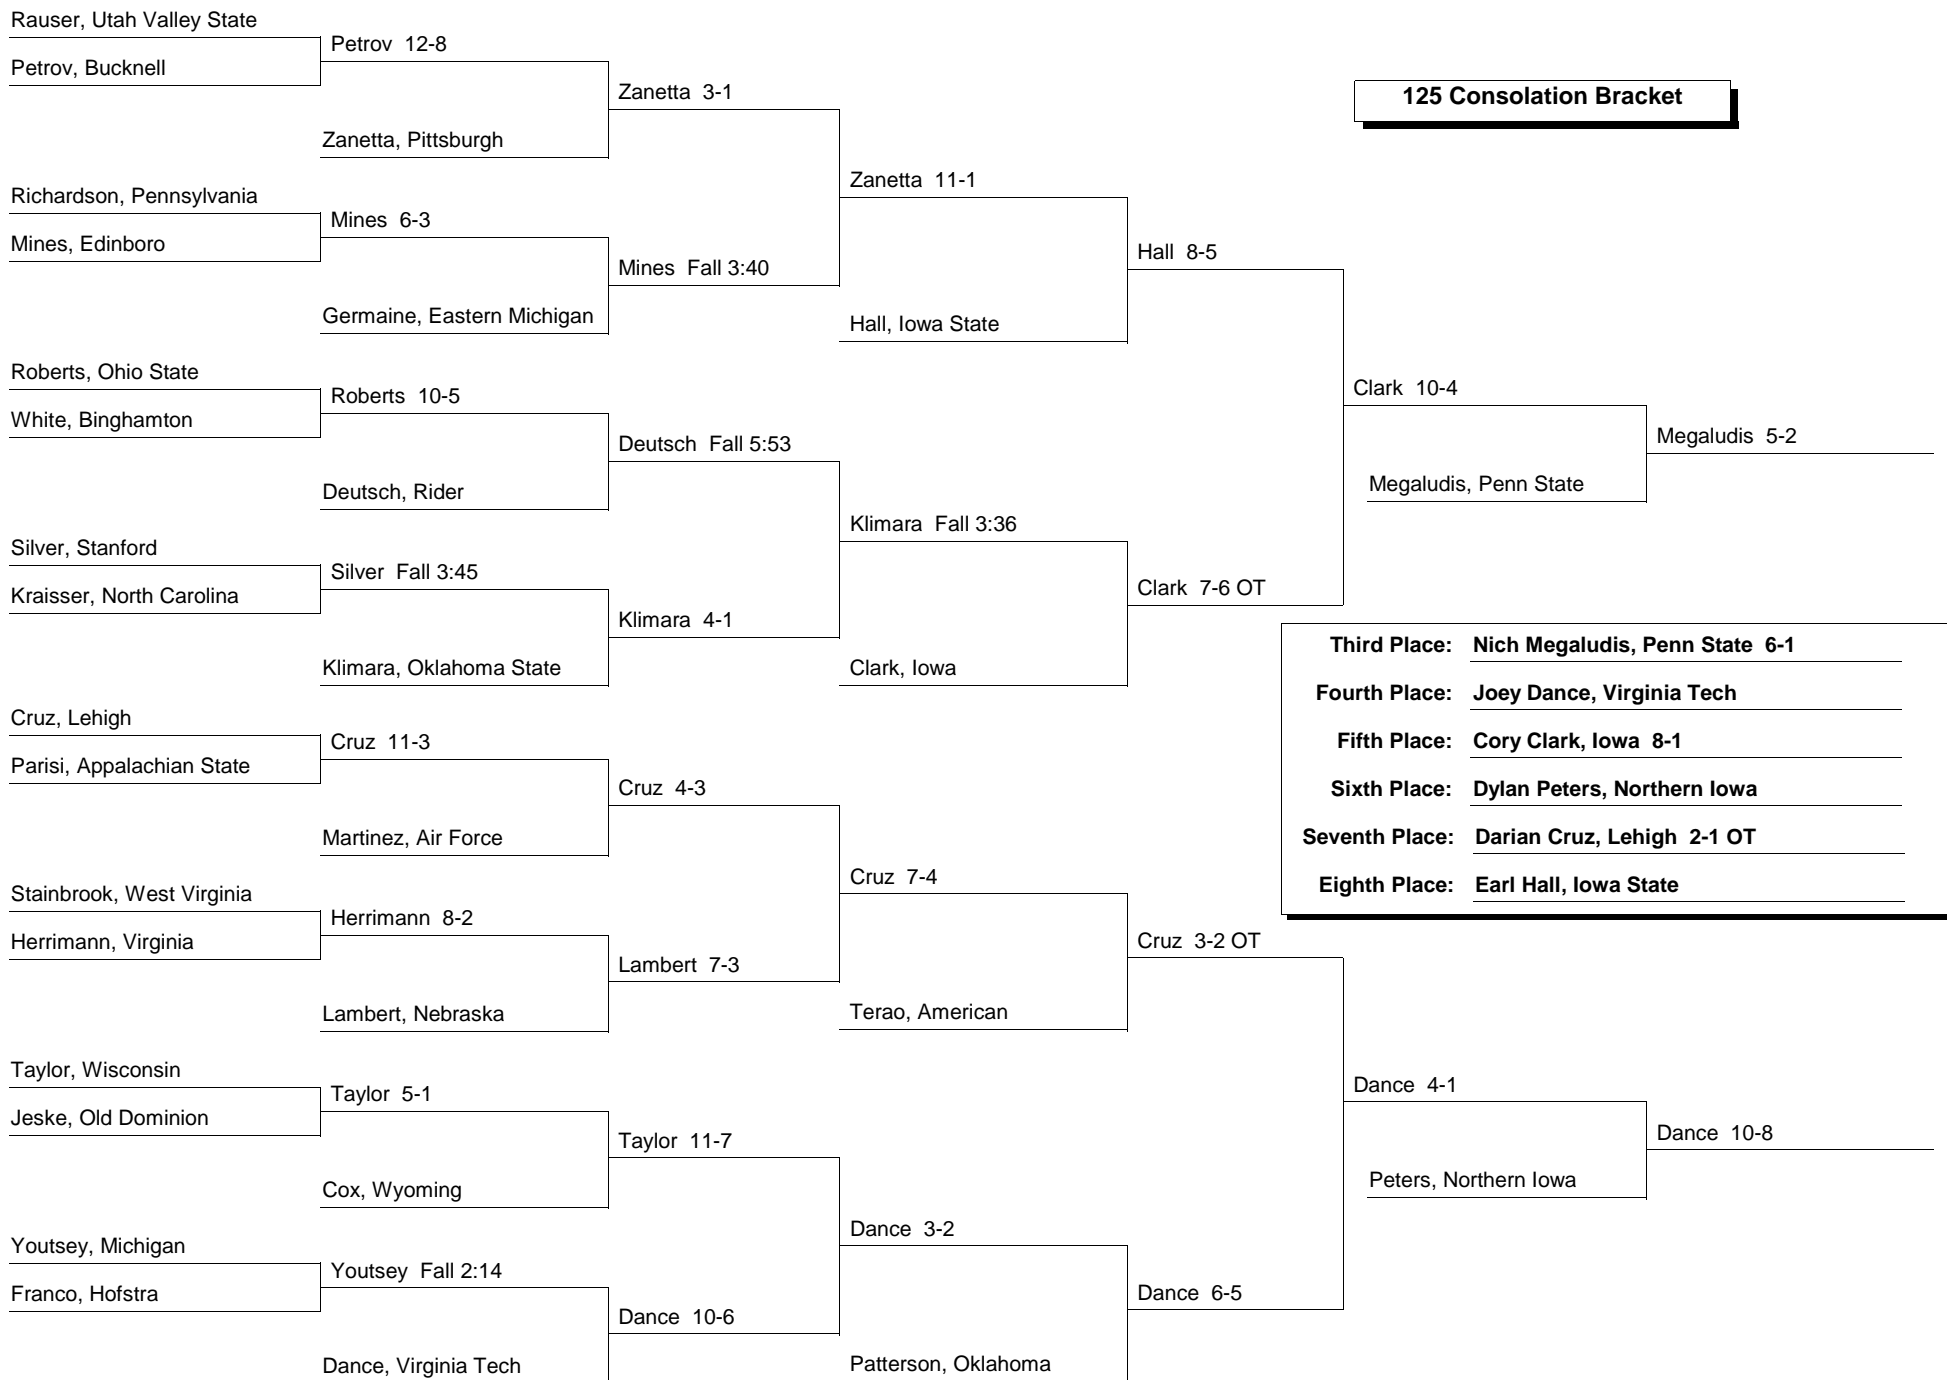 Rauser, Utah Valley State
Petrov 12-8
Petrov, Bucknell
Zanetta 3-1
125 Consolation Bracket
Zanetta, Pittsburgh
Zanetta 11-1
Richardson, Pennsylvania
Mines 6-3
Mines, Edinboro
Hall 8-5
Mines Fall 3:40
Germaine, Eastern Michigan
Hall, Iowa State
Roberts, Ohio State
Roberts 10-5
Clark 10-4
White, Binghamton
Deutsch Fall 5:53
Megaludis 5-2
Deutsch, Rider
Megaludis, Penn State
Klimara Fall 3:36
Silver, Stanford
Silver Fall 3:45
Kraisser, North Carolina
Clark 7-6 OT
Klimara 4-1
Klimara, Oklahoma State
Clark, Iowa
Third Place: Nich Megaludis, Penn State 6-1
Fourth Place: Joey Dance, Virginia Tech
Fifth Place: Cory Clark, Iowa 8-1
Sixth Place: Dylan Peters, Northern Iowa
Seventh Place: Darian Cruz, Lehigh 2-1 OT
Eighth Place: Earl Hall, Iowa State
Cruz, Lehigh
Cruz 11-3
Parisi, Appalachian State
Cruz 4-3
Martinez, Air Force
Cruz 7-4
Stainbrook, West Virginia
Herrimann 8-2
Herrimann, Virginia
Cruz 3-2 OT
Lambert 7-3
Lambert, Nebraska
Terao, American
Taylor, Wisconsin
Taylor 5-1
Dance 4-1
Jeske, Old Dominion
Taylor 11-7
Dance 10-8
Cox, Wyoming
Peters, Northern Iowa
Dance 3-2
Youtsey, Michigan
Youtsey Fall 2:14
Franco, Hofstra
Dance 6-5
Dance 10-6
Dance, Virginia Tech
Patterson, Oklahoma